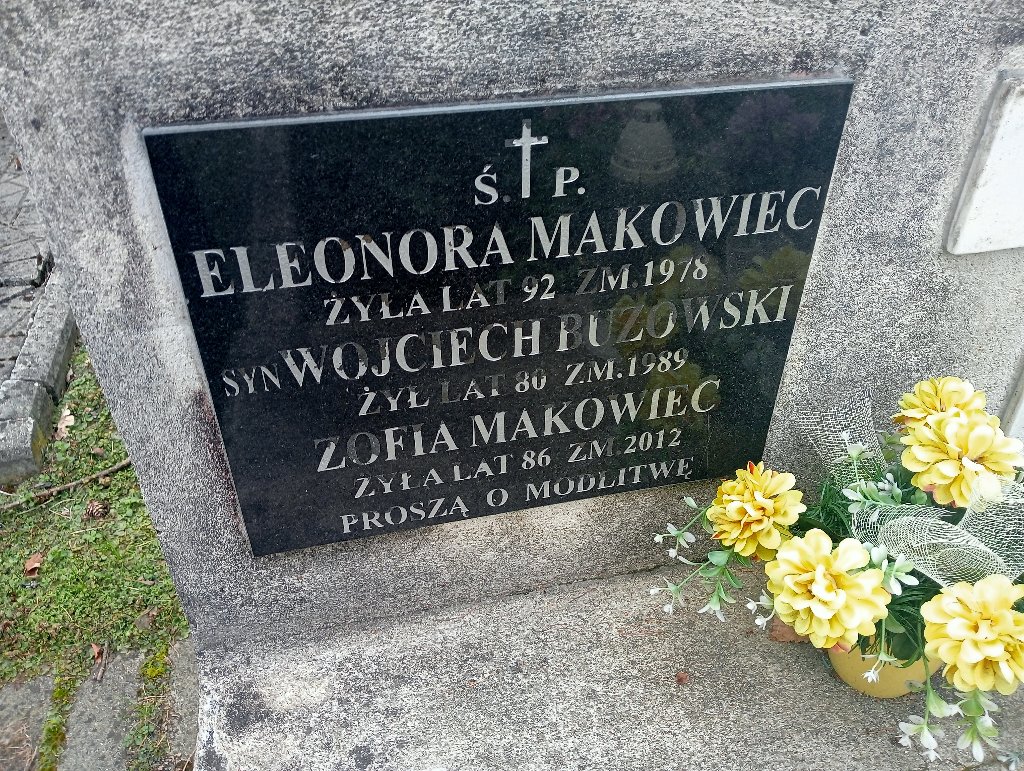 Ś. P.
ELEONORA MAKOWIEC
ŻYŁA LAT 92 ZM.1978
SYN WOJCIECH BUZOWSKI
ŻYŁ LAT 80 ZM.1989
ZOFIA MAKOWIEC
ŻYŁA LAT 86 ZM.2012
PROSZĄ O MODLITWĘ